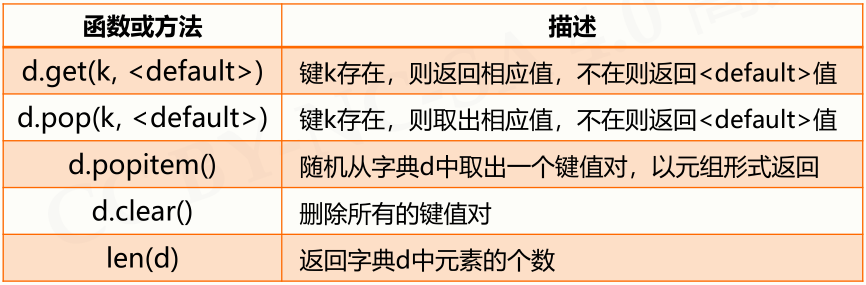 函数或方法 描述
d.get(k, <default>) 键k存在，则返回相应值，不在则返回<default>值
d.pop(k, <default>) 键k存在，则取出相应值，不在则返回<default>值
d.popitem() 随机从字典d中取出一个键值对，以元组形式返回
d.clear() 删除所有的键值对
len(d) 返回字典d中元素的个数